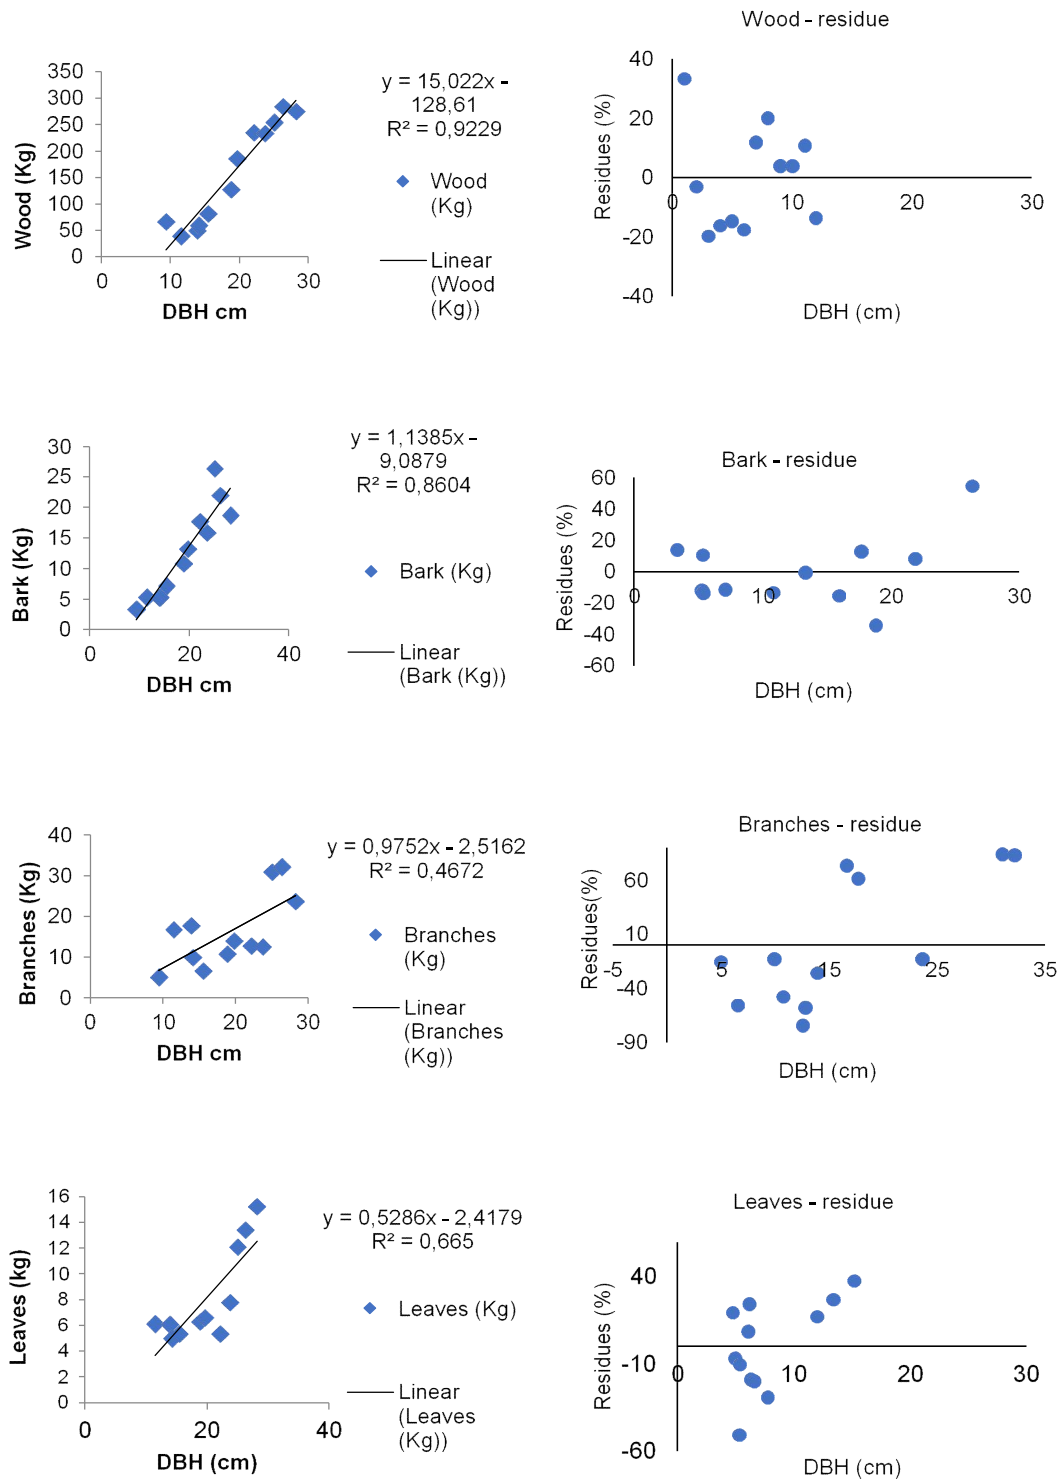 Wood - residue
350
300
250
200
150
100
50
0
0
10
20
30
Wood (Kg)
DBH cm
y = 15,022x -
128,61
R² = 0,9229
Wood
(Kg)
Linear
(Wood
(Kg))
40
20
0
-20
-40
0
10
20
30
Residues (%)
DBH (cm)
30
25
20
15
10
5
0
0
20
40
Bark (Kg)
DBH cm
y = 1,1385x -
9,0879
R² = 0,8604
Bark (Kg)
Linear
(Bark (Kg))
Bark - residue
60
40
20
0
-20
-40
-60
0
10
20
30
Residues (%)
DBH (cm)
40
30
20
10
0
0
10
20
30
Branches (Kg)
DBH cm
y = 0,9752x - 2,5162
R² = 0,4672
Branches
(Kg)
Linear
(Branches
(Kg))
Branches - residue
60
10
-40
-90
-5
5
15
25
35
Residues(%)
DBH (cm)
16
14
12
10
8
6
4
2
0
0
20
40
Leaves (kg)
DBH (cm)
y = 0,5286x - 2,4179
R² = 0,665
Leaves (Kg)
Linear
(Leaves
(Kg))
Leaves - residue
40
-10
-60
0
10
20
30
Residues (%)
DBH (cm)